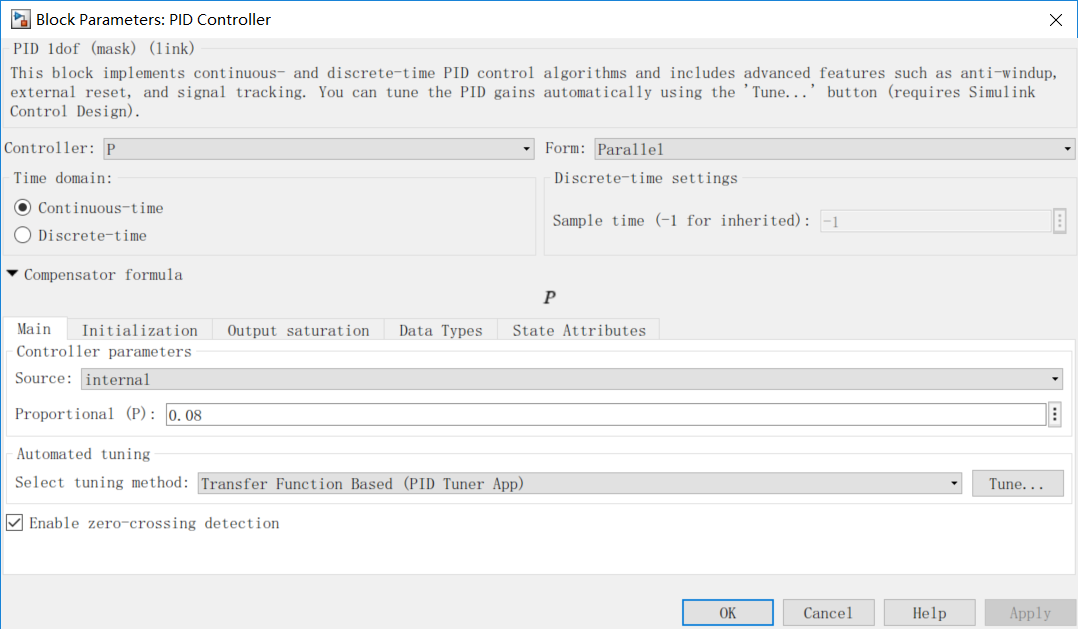 Block Parameters: PID Controller
PID 1dof (mask) (link)
This block implements continuous- and discrete-time PID control algorithms and includes advanced features such as anti-windup,
external reset, and signal tracking. You can tune the PID gains automatically using the 'Tune...' button (requires Simulink
Control Design).
Controller: P Form: Parallel
Time domain: Discrete-time settings
Continuous-time
Sample time (-1 for inherited): -1
Discrete-time
Compensator formula
P
Main Initialization Output saturation Data Types State Attributes
Controller parameters
Source: internal
Proportional (P): 0.08
Automated tuning
Select tuning method: Transfer Function Based (PID Tuner App) Tune...
Enable zero-crossing detection
OK Cancel Help Apply